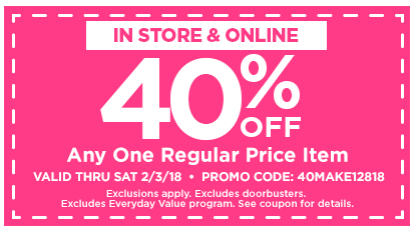 IN STORE & ONLINE
40% OFF
Any One Regular Price Item
VALID THRU SAT 2/3/18 • PROMO CODE: 40MAKE12818
Exclusions apply. Excludes doorbusters.
Excludes Everyday Value program. See coupon for details.